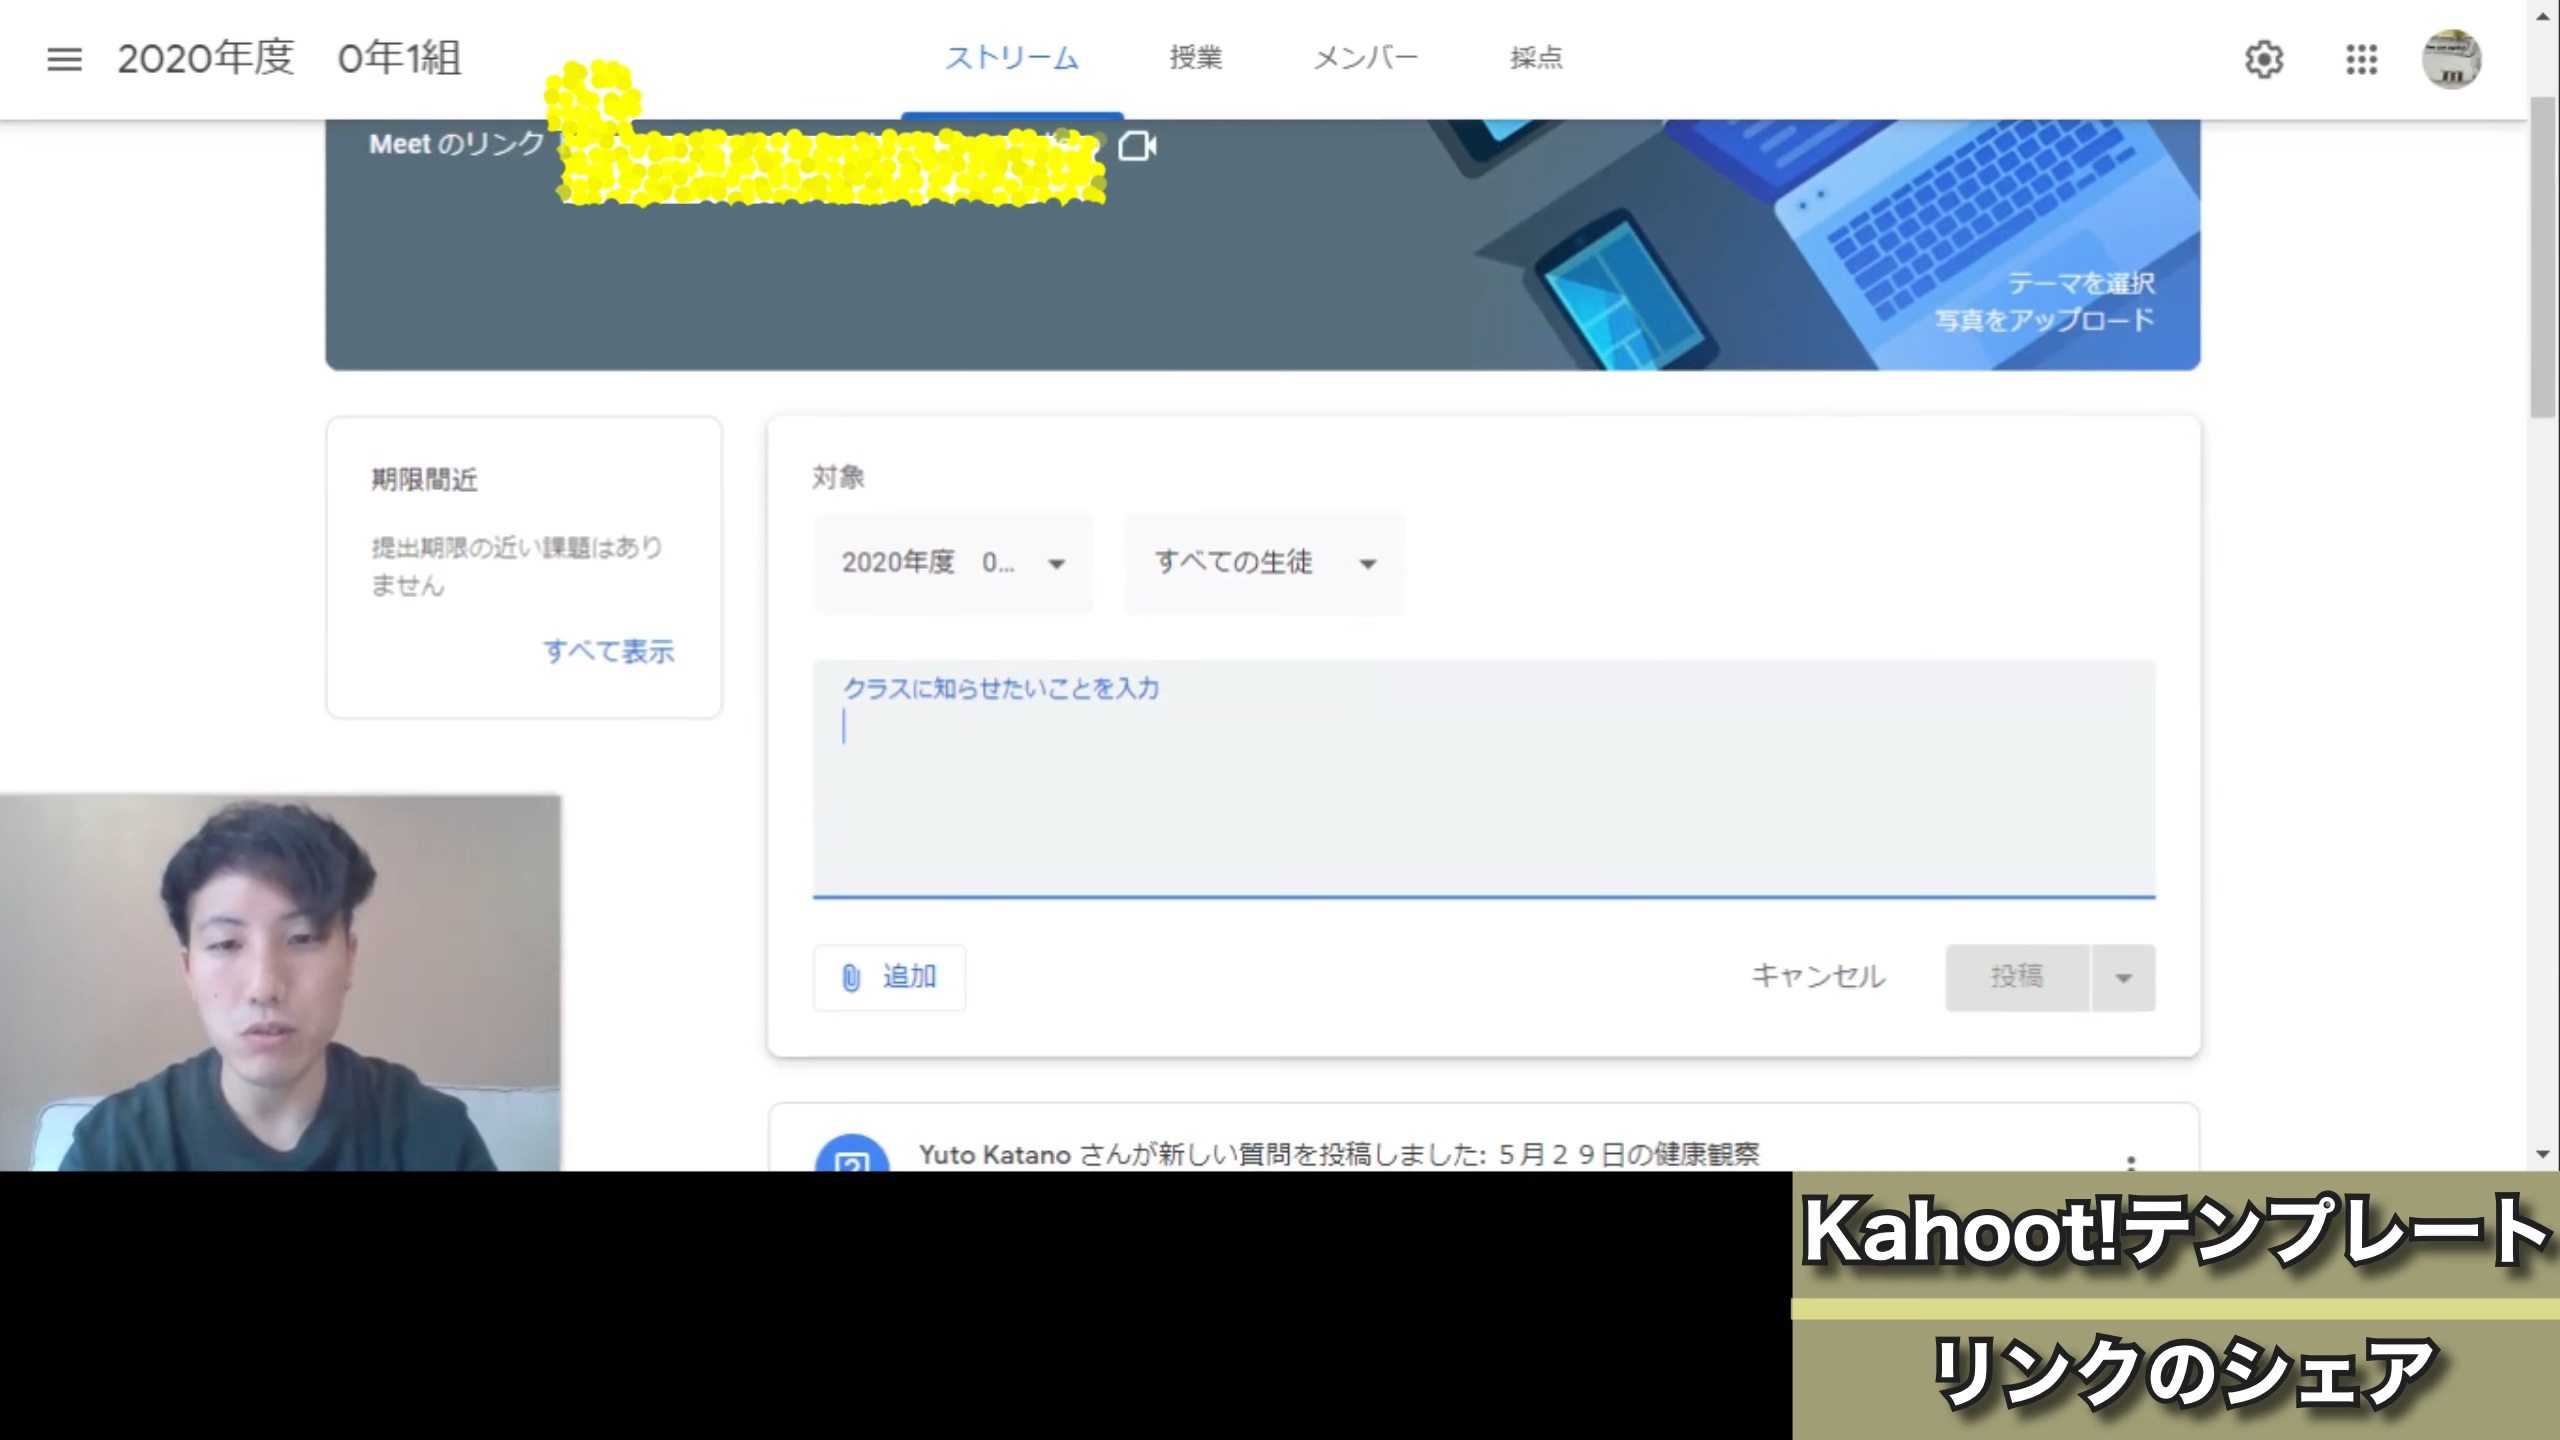 2020年度　0年1組
ストリーム
授業
メンバー
採点
Meet のリンク
テーマを選択
写真をアップロード
期限間近
提出期限の近い課題はあり
ません
すべて表示
対象
2020年度　0...
すべての生徒
クラスに知らせたいことを入力
追加
キャンセル
投稿
Yuto Katano さんが新しい質問を投稿しました: ５月２９日の健康観察
Kahoot!テンプレート
リンクのシェア